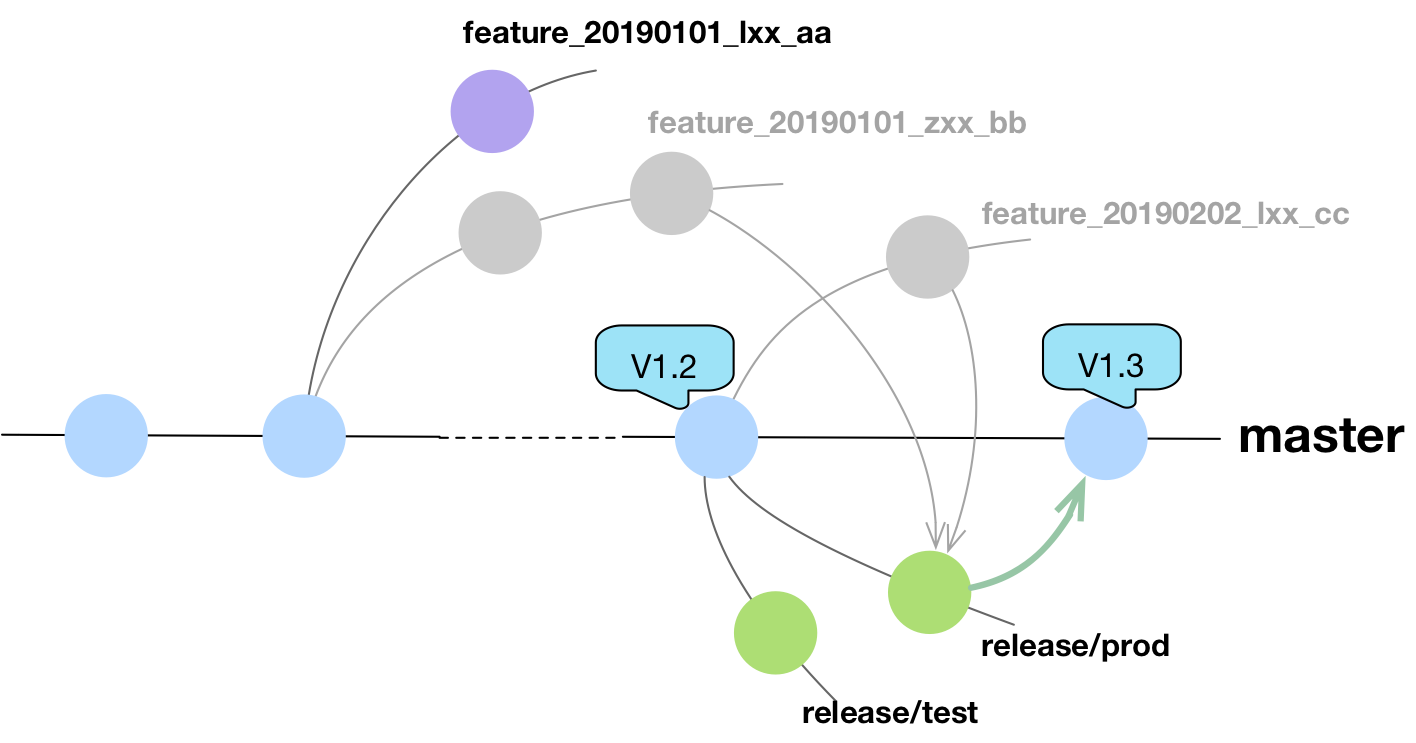 feature_20190101_lxx_aa
feature_20190101_zxx_bb
feature_20190202_lxx_cc
V1.2
V1.3
master
release/prod
release/test